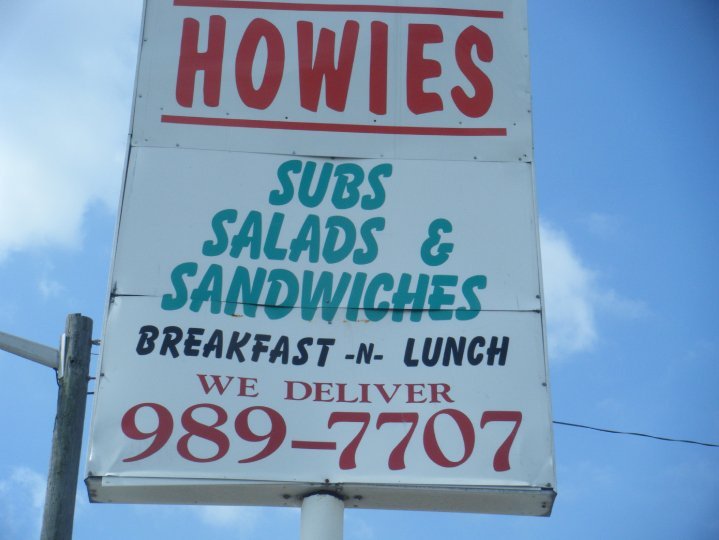 HOWIES
SUBS
SALADS &
SANDWICHES
BREAKFAST -N- LUNCH
WE DELIVER
989-7707